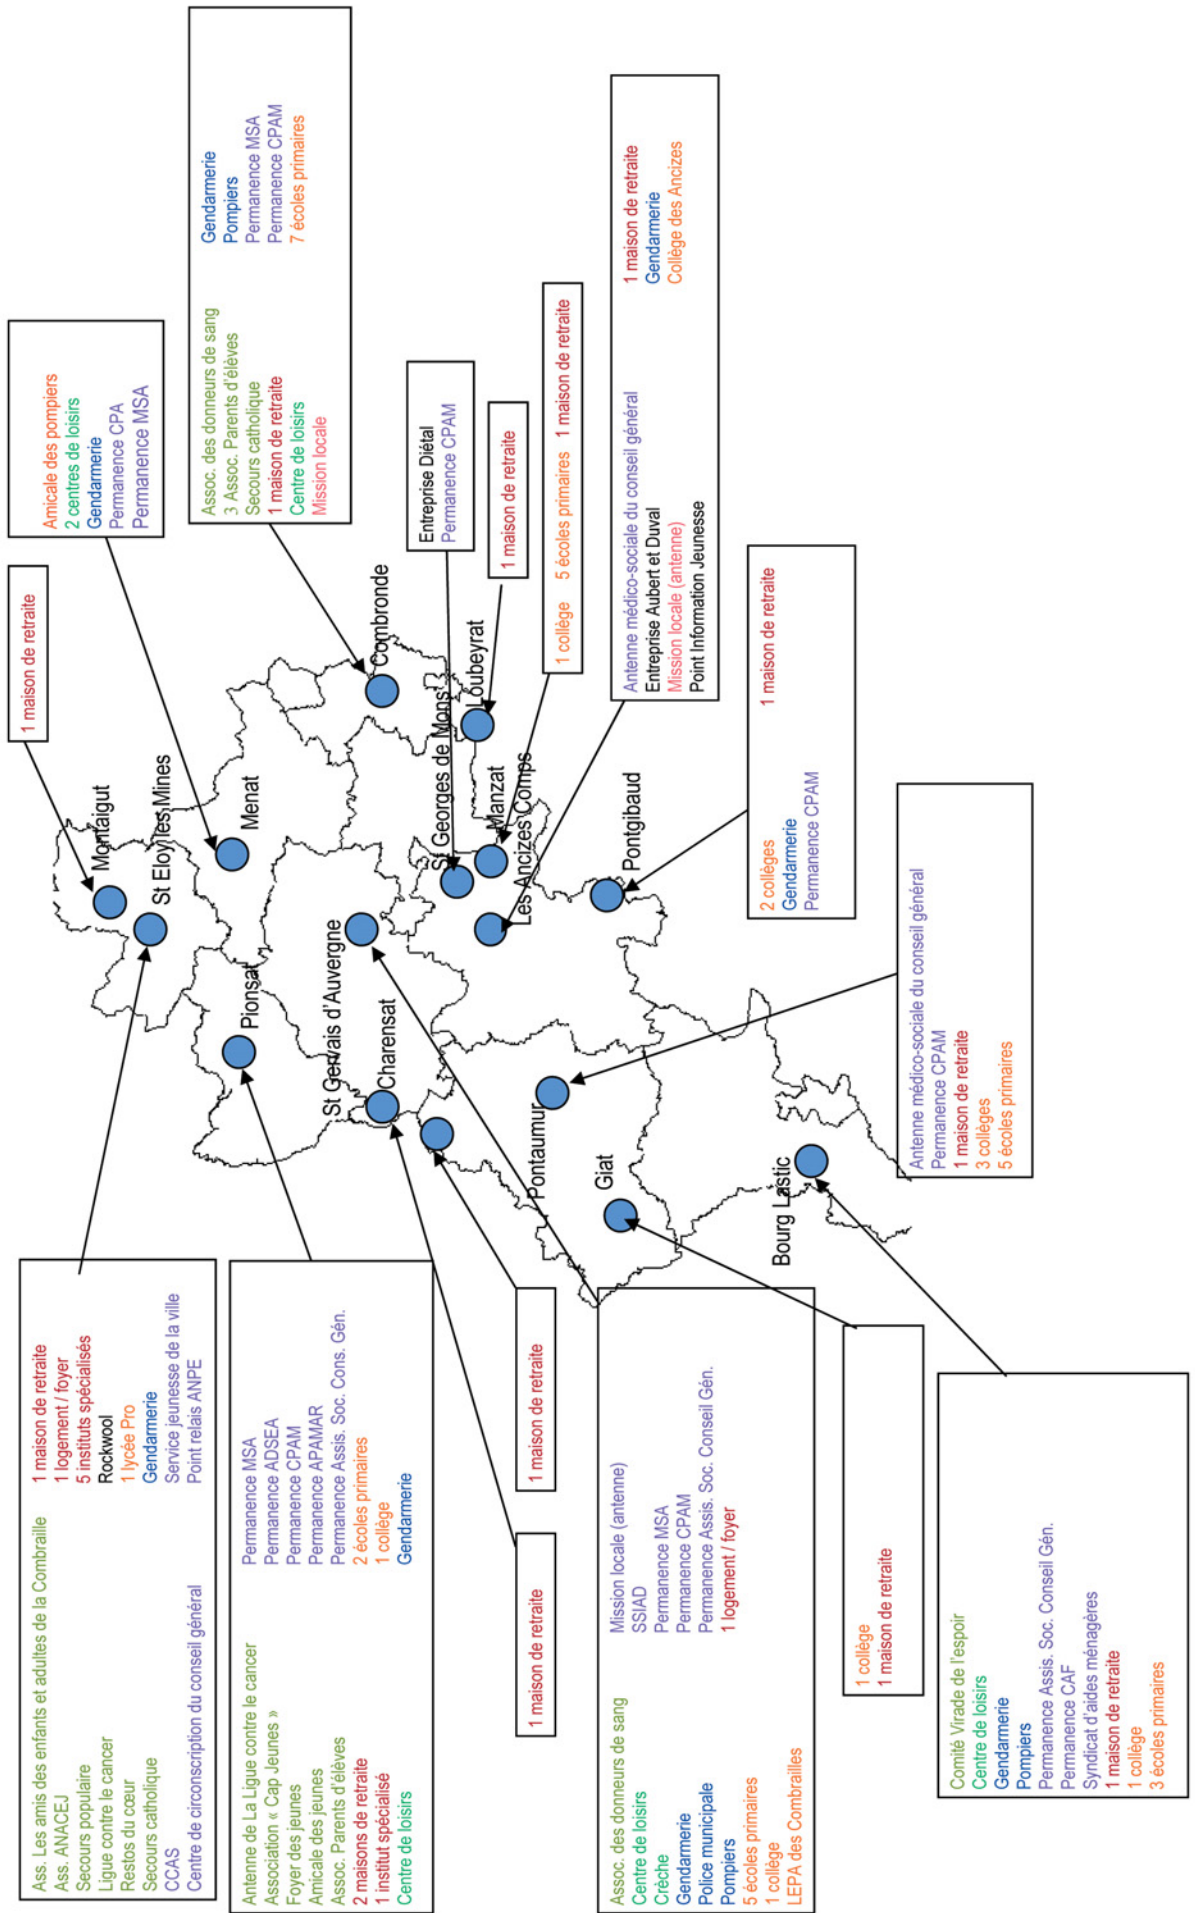 Ass. Les amis des enfants et adultes de la Combraille
Ass. ANACEJ
Secours populaire
Ligue contre le cancer
Restos du cœur
Secours catholique
CCAS
Centre de circonscription du conseil général
1 maison de retraite
1 logement / foyer
5 instituts spécialisés
Rockwool
1 lycée Pro
Gendarmerie
Service jeunesse de la ville
Point relais ANPE
Antenne de La Ligue contre le cancer
Association « Cap Jeunes »
Foyer des jeunes
Amicale des jeunes
Assoc. Parents d'élèves
2 maisons de retraite
1 institut spécialisé
Centre de loisirs
Permanence MSA
Permanence ADSEA
Permanence CPAM
Permanence APAMAR
Permanence Assis. Soc. Cons. Gén.
2 écoles primaires
1 collège
Gendarmerie
1 maison de retraite
1 maison de retraite
Assoc. des donneurs de sang
Centre de loisirs
Crèche
Gendarmerie
Police municipale
Pompiers
5 écoles primaires
1 collège
LEPA des Combrailles
Mission locale (antenne)
SSIAD
Permanence MSA
Permanence CPAM
Permanence Assis. Soc. Conseil Gén.
1 logement / foyer
1 collège
1 maison de retraite
Comité Virade de l'espoir
Centre de loisirs
Gendarmerie
Pompiers
Permanence Assis. Soc. Conseil Gén.
Permanence CAF
Syndicat d'aides ménagères
1 maison de retraite
1 collège
3 écoles primaires
Montaigut
St Eloy les Mines
Menat
Pionsat
St Gervais d'Auvergne
Charensat
Combronde
Loubeyrat
St Georges de Mons
Manzat
Les Ancizes Comps
Pontgibaud
Pontaumur
Giat
Bourg Lastic
1 maison de retraite
Amicale des pompiers
2 centres de loisirs
Gendarmerie
Permanence CPA
Permanence MSA
Assoc. des donneurs de sang
3 Assoc. Parents d'élèves
Secours catholique
1 maison de retraite
Centre de loisirs
Mission locale
Gendarmerie
Pompiers
Permanence MSA
Permanence CPAM
7 écoles primaires
Entreprise Diétal
Permanence CPAM
1 maison de retraite
1 collège 5 écoles primaires 1 maison de retraite
Antenne médico-sociale du conseil général
Entreprise Aubert et Duval
Mission locale (antenne)
Point Information Jeunesse
1 maison de retraite
Gendarmerie
Collège des Ancizes
2 collèges
Gendarmerie
Permanence CPAM
1 maison de retraite
Antenne médico-sociale du conseil général
Permanence CPAM
1 maison de retraite
3 collèges
5 écoles primaires